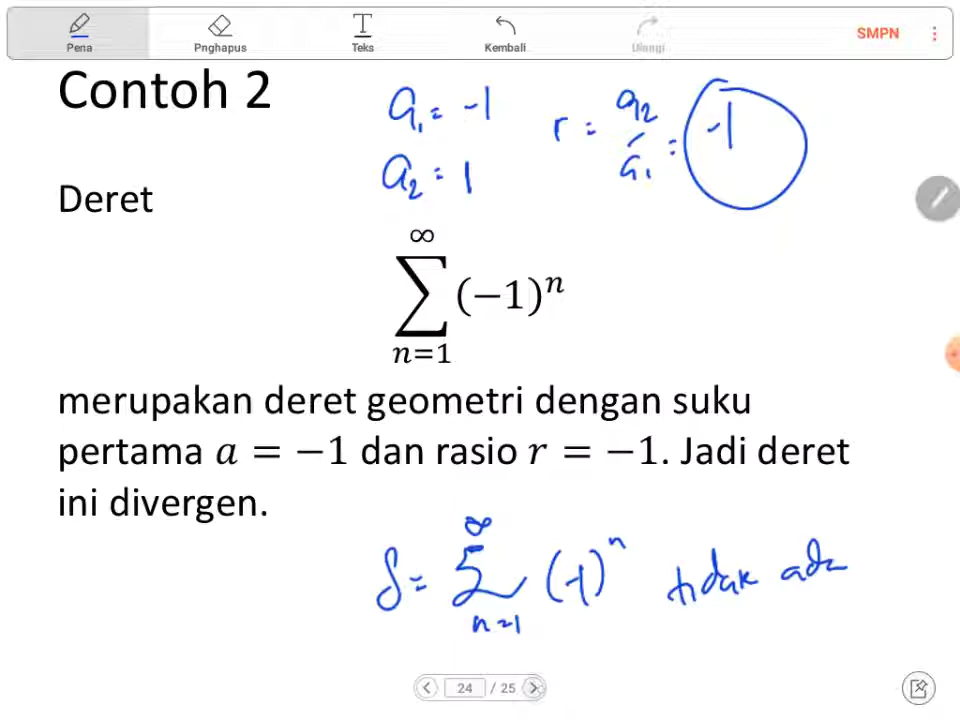 Pena Pnghapus Teks Kembali Ulangi SMPN
Contoh 2
a₁ = -1
a₂ = 1
r = a₂/a₁ = -1
Deret
∞
∑ (−1)ⁿ
n=1
merupakan deret geometri dengan suku
pertama a = −1 dan rasio r = −1. Jadi deret
ini divergen.
∞
S = ∑ (-1)ⁿ tidak ada
n=1
24 / 25